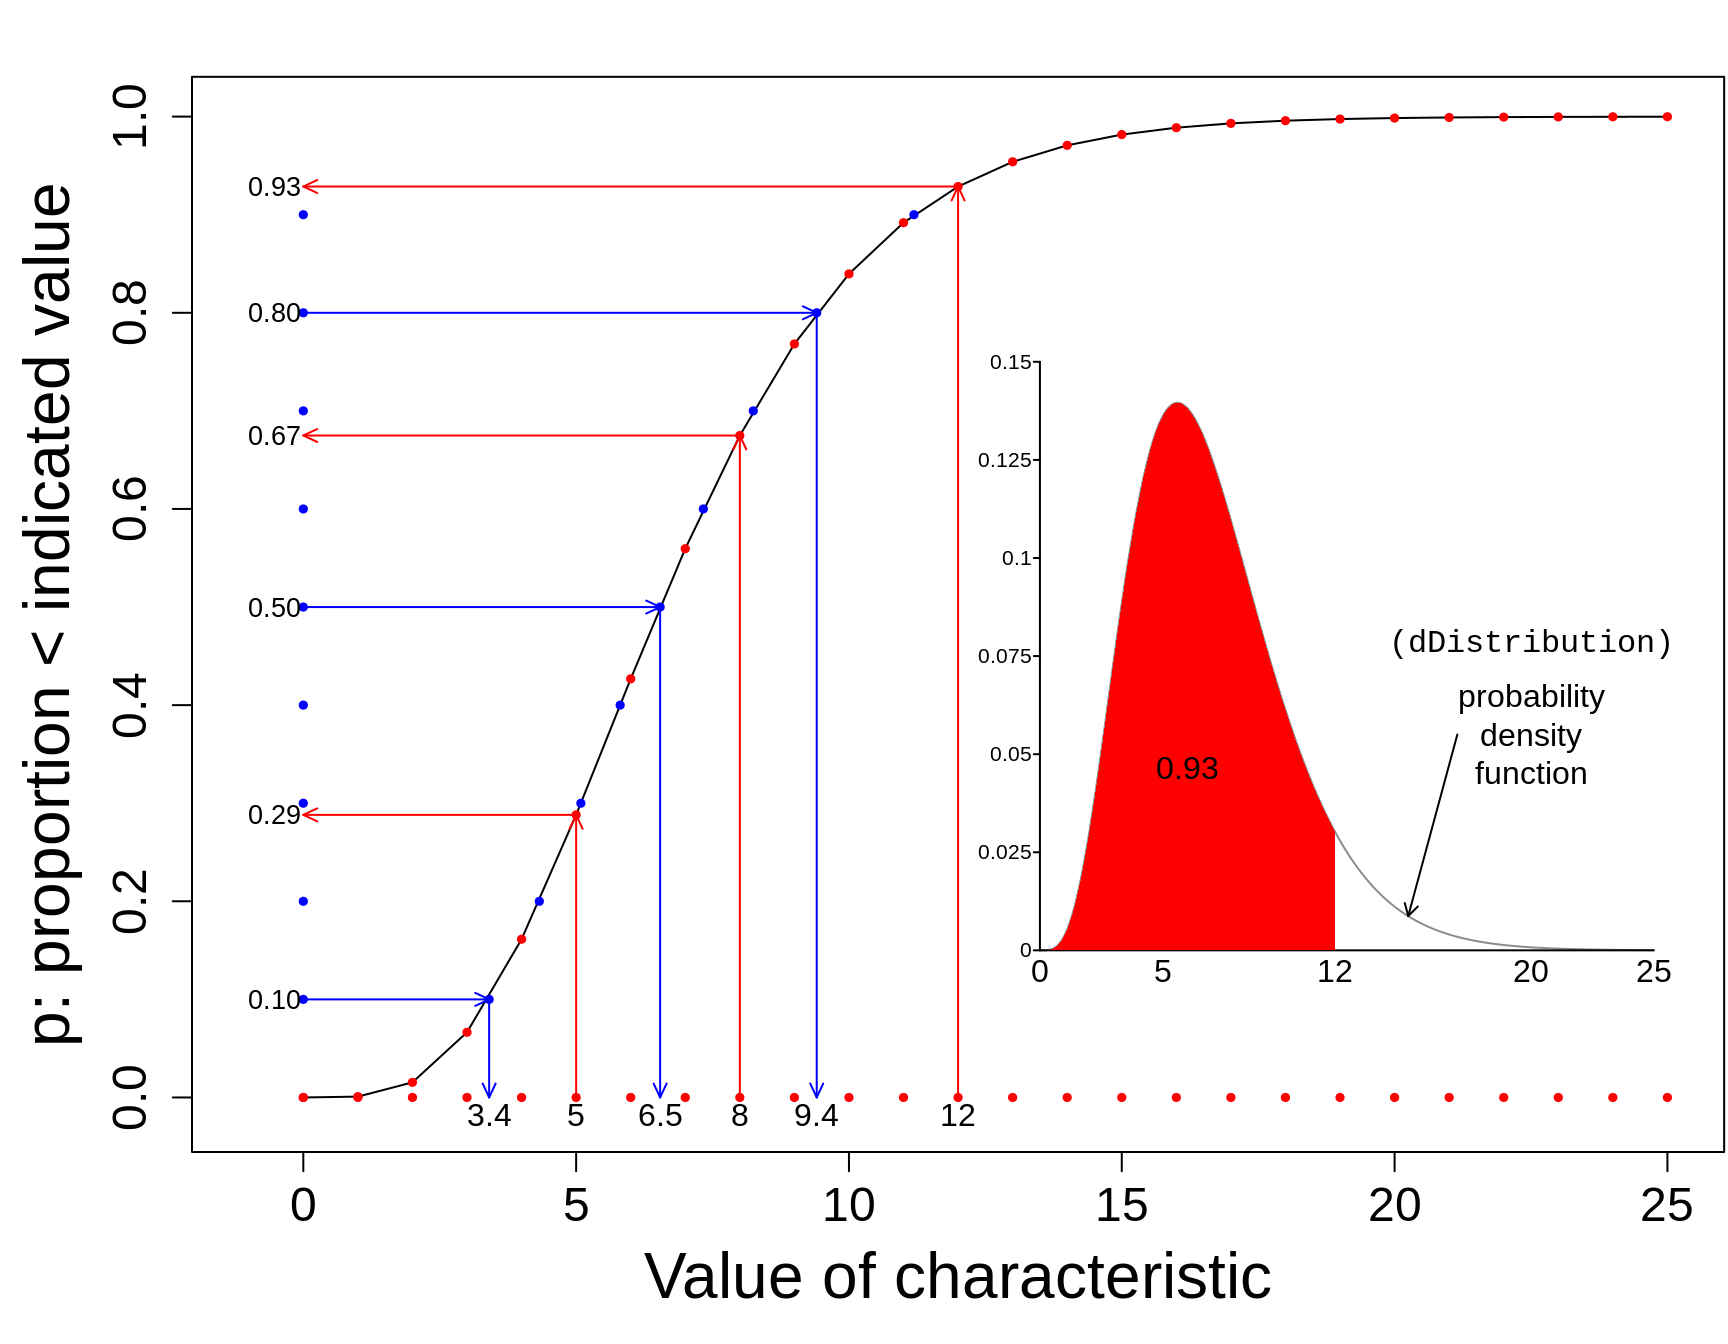 p: proportion < indicated value
1.0
0.8
0.6
0.4
0.2
0.0
0.93
0.80
0.67
0.50
0.29
0.10
3.4 5 6.5 8 9.4 12
0.15
0.125
0.1
0.075
0.05
0.025
0
0.93
(dDistribution)
probability
density
function
0 5 12 20 25
0 5 10 15 20 25
Value of characteristic